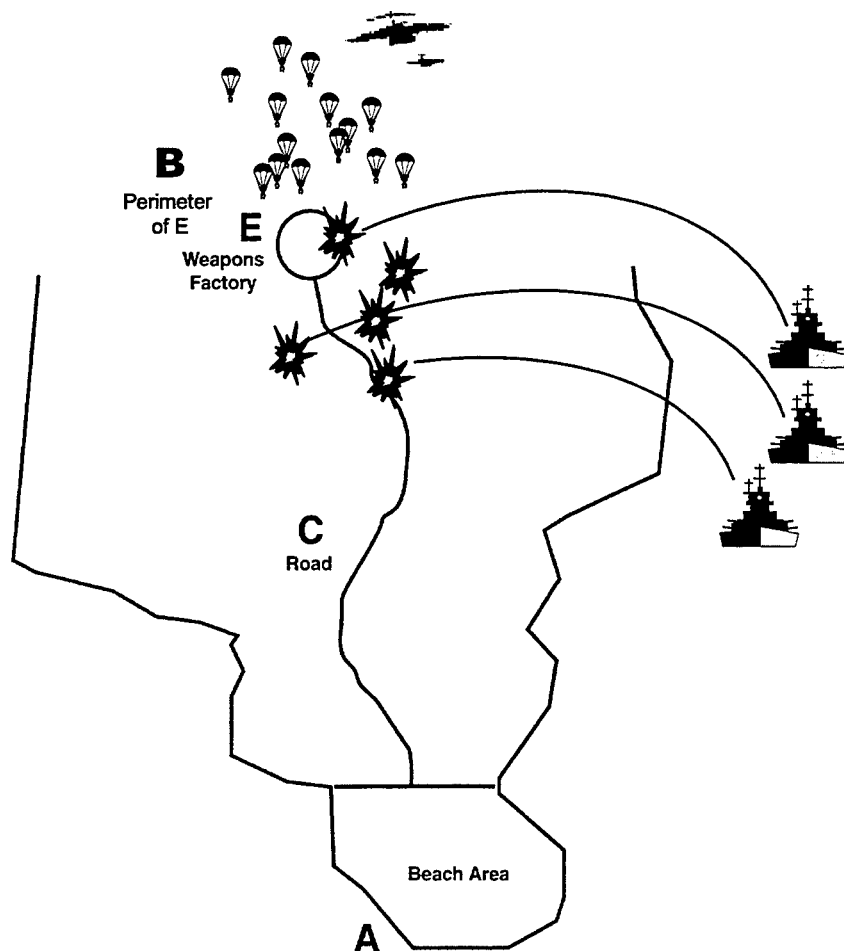 B
Perimeter
of E
E
Weapons
Factory
C
Road
Beach Area
A